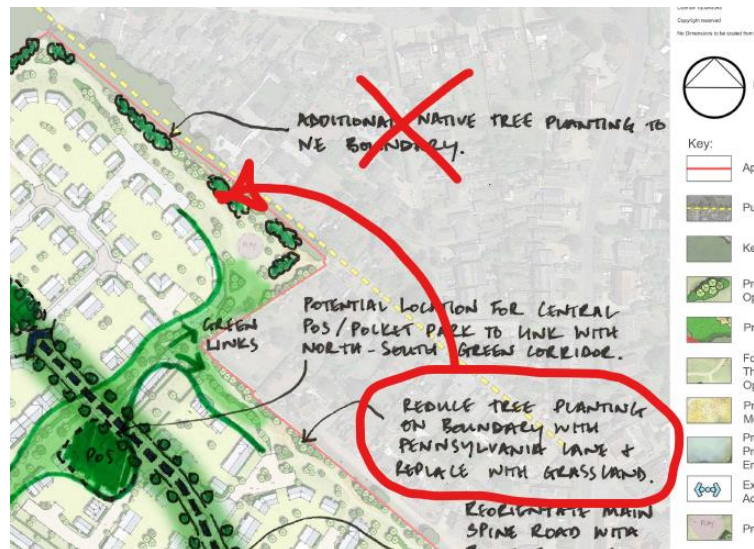 Copyright reserved
No Dimensions to be scaled from
ADDITIONAL NATIVE TREE PLANTING TO
NE BOUNDARY.
Key:
Ap
Pu
Ke
Pr
Op
Pr
Fo
Th
Op
Pr
Me
Pr
Pr
En
Ex
Ac
Pr
PLAY
GREEN
LINKS
POTENTIAL LOCATION FOR CENTRAL
POS/POCKET PARK TO LINK WITH
NORTH-SOUTH GREEN CORRIDOR.
POS
REDUCE TREE PLANTING
ON BOUNDARY WITH
PENNSYLVANIA LANE +
REPLACE WITH GRASSLAND.
REORIENTATE MAIN
SPINE ROAD WITH